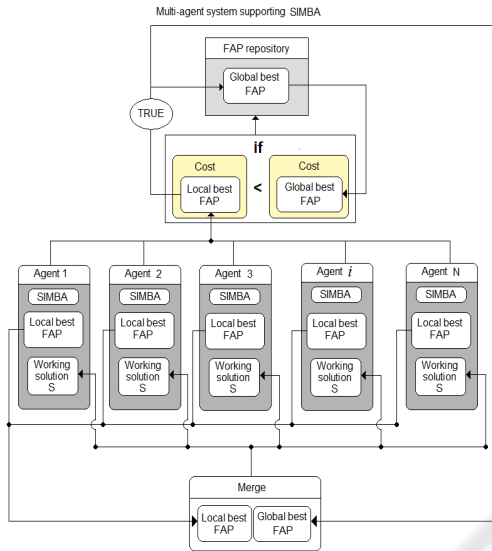 Multi-agent system supporting SIMBA
FAP repository
Global best
FAP
TRUE
if
Cost
Local best
FAP
<
Cost
Global best
FAP
Agent 1
SIMBA
Local best
FAP
Working
solution
S
Agent 2
SIMBA
Local best
FAP
Working
solution
S
Agent 3
SIMBA
Local best
FAP
Working
solution
S
Agent i
SIMBA
Local best
FAP
Working
solution
S
Agent N
SIMBA
Local best
FAP
Working
solution
S
Merge
Local best
FAP
Global best
FAP